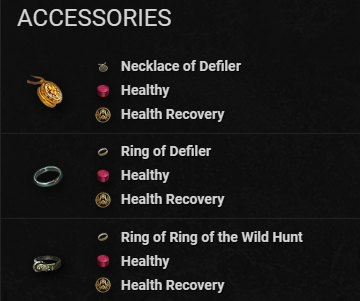 ACCESSORIES
Necklace of Defiler
Healthy
Health Recovery
Ring of Defiler
Healthy
Health Recovery
Ring of Ring of the Wild Hunt
Healthy
Health Recovery